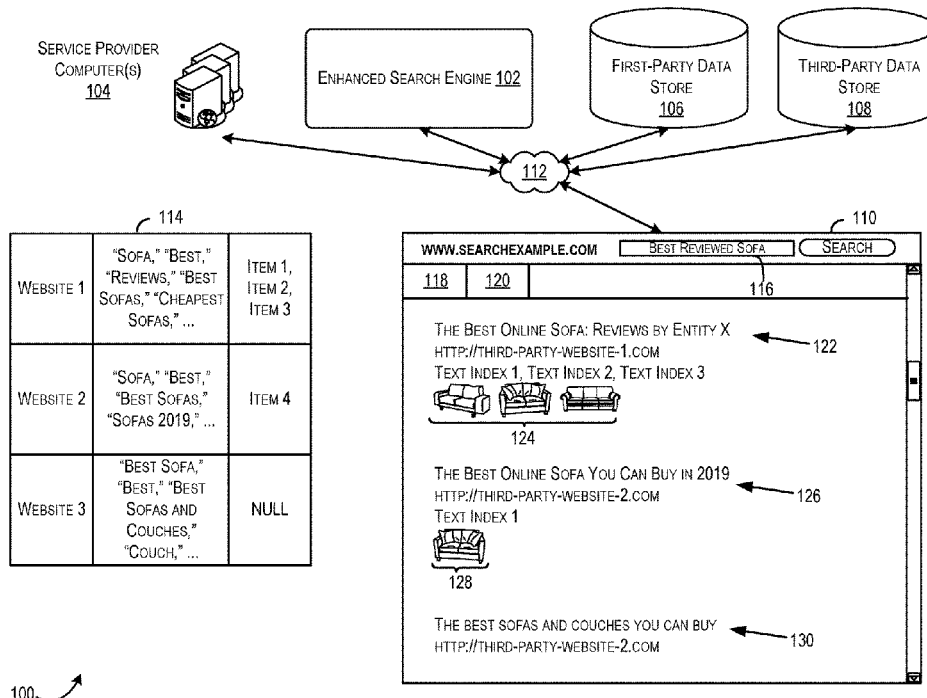 SERVICE PROVIDER
COMPUTER(S)
104
ENHANCED SEARCH ENGINE 102
FIRST-PARTY DATA
STORE
106
THIRD-PARTY DATA
STORE
108
112
114
WEBSITE 1
"SOFA," "BEST,"
"REVIEWS," "BEST
SOFAS," "CHEAPEST
SOFAS," ...
ITEM 1,
ITEM 2,
ITEM 3
WEBSITE 2
"SOFA," "BEST,"
"BEST SOFAS,"
"SOFAS 2019," ...
ITEM 4
WEBSITE 3
"BEST SOFA,"
"BEST," "BEST
SOFAS AND
COUCHES,"
"COUCH," ...
NULL
110
WWW.SEARCHEXAMPLE.COM BEST REVIEWED SOFA SEARCH
118 120 116
THE BEST ONLINE SOFA: REVIEWS BY ENTITY X
HTTP://THIRD-PARTY-WEBSITE-1.COM
TEXT INDEX 1, TEXT INDEX 2, TEXT INDEX 3
122
124
THE BEST ONLINE SOFA YOU CAN BUY IN 2019
HTTP://THIRD-PARTY-WEBSITE-2.COM
TEXT INDEX 1
126
128
THE BEST SOFAS AND COUCHES YOU CAN BUY
HTTP://THIRD-PARTY-WEBSITE-2.COM
130
100